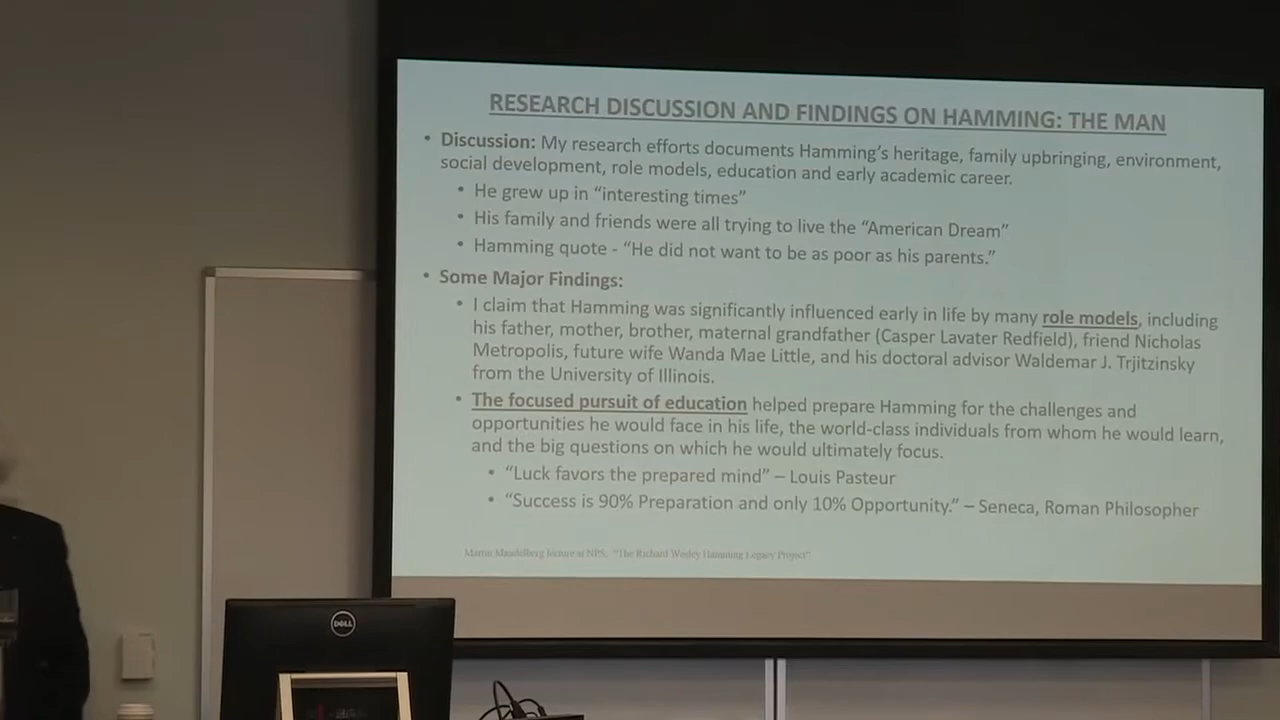 RESEARCH DISCUSSION AND FINDINGS ON HAMMING: THE MAN
• Discussion: My research efforts documents Hamming's heritage, family upbringing, environment,
social development, role models, education and early academic career.
• He grew up in "interesting times"
• His family and friends were all trying to live the "American Dream"
• Hamming quote - "He did not want to be as poor as his parents."
• Some Major Findings:
• I claim that Hamming was significantly influenced early in life by many role models, including
his father, mother, brother, maternal grandfather (Casper Lavater Redfield), friend Nicholas
Metropolis, future wife Wanda Mae Little, and his doctoral advisor Waldemar J. Trjitzinsky
from the University of Illinois.
• The focused pursuit of education helped prepare Hamming for the challenges and
opportunities he would face in his life, the world-class individuals from whom he would learn,
and the big questions on which he would ultimately focus.
• "Luck favors the prepared mind" – Louis Pasteur
• "Success is 90% Preparation and only 10% Opportunity." – Seneca, Roman Philosopher
Martin Mandelberg lecture at NPS, "The Richard Wesley Hamming Legacy Project"
DELL